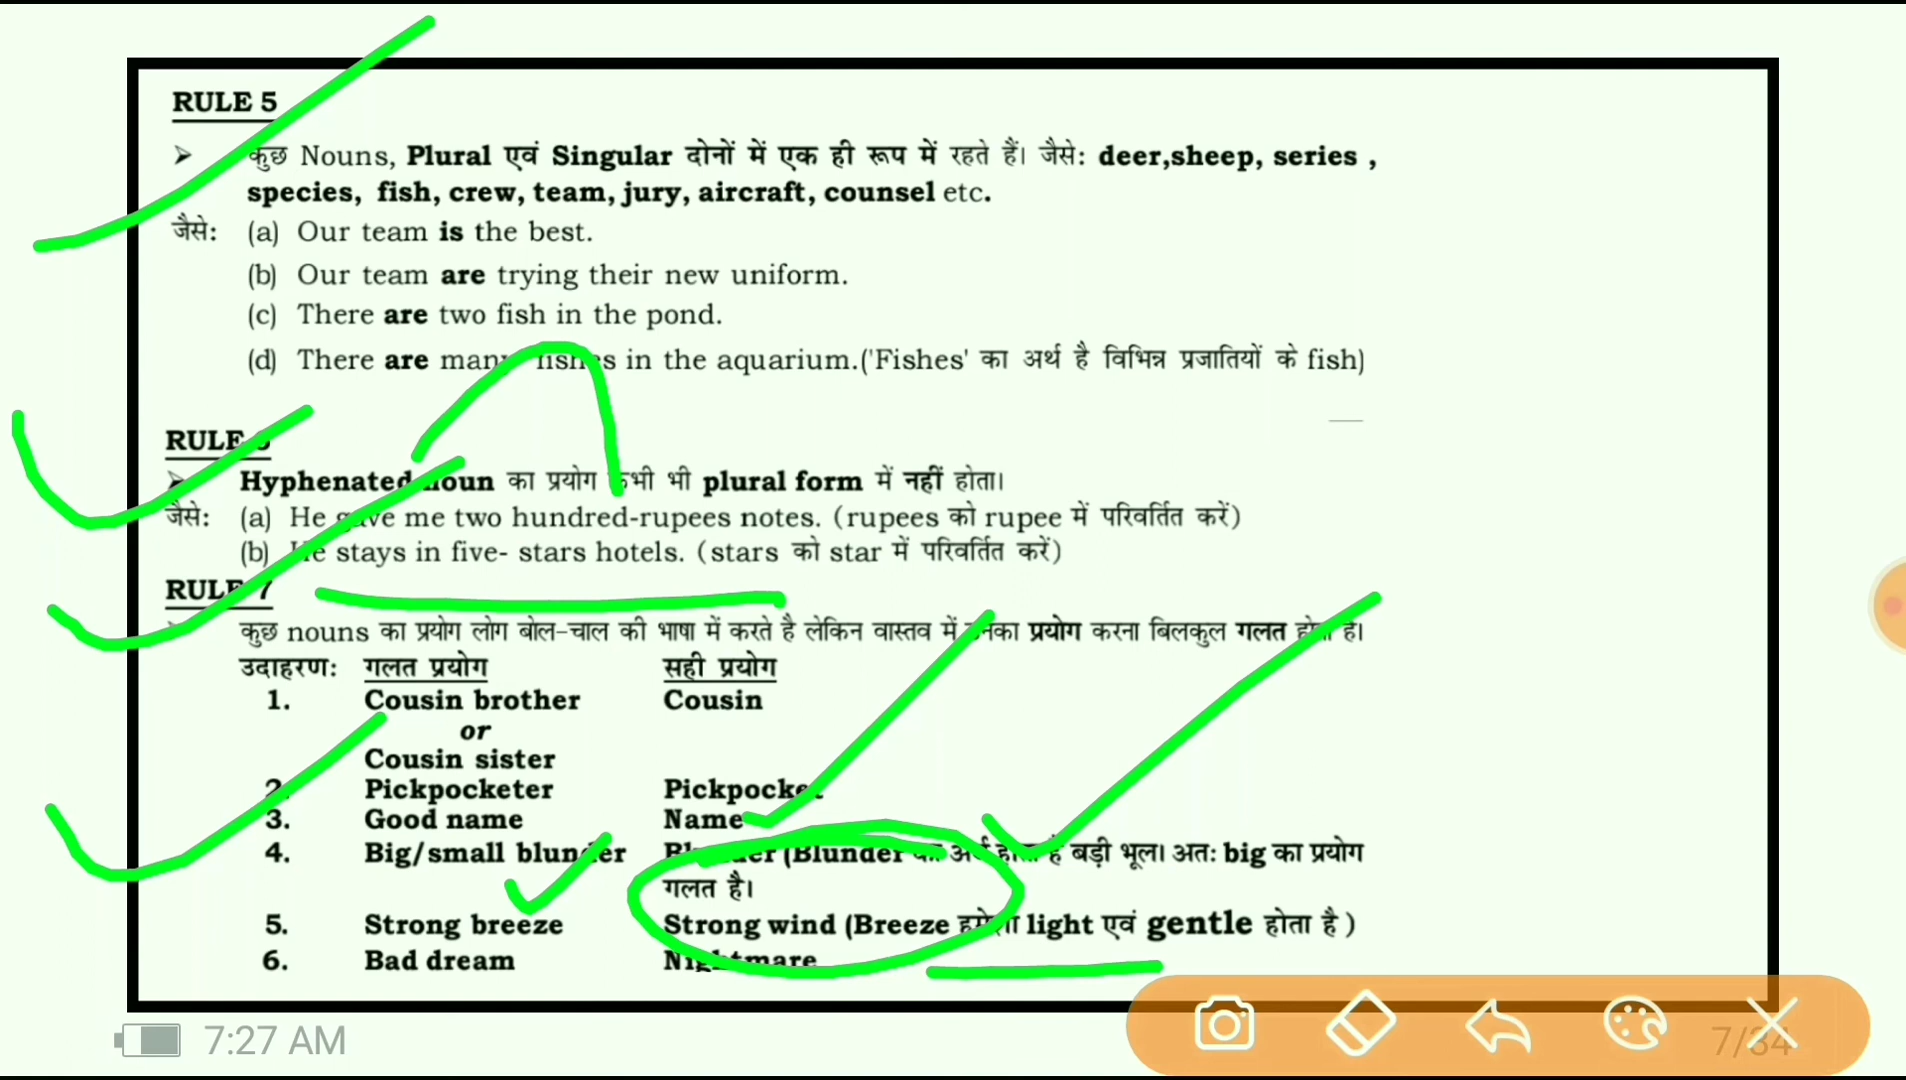 RULE 5
➤ कुछ Nouns, Plural एवं Singular दोनों में एक ही रूप में रहते हैं। जैसे: deer,sheep, series ,
species, fish, crew, team, jury, aircraft, counsel etc.
जैसे: (a) Our team is the best.
(b) Our team are trying their new uniform.
(c) There are two fish in the pond.
(d) There are many fishes in the aquarium.('Fishes' का अर्थ है विभिन्न प्रजातियों के fish)
RULE 6
➤ Hyphenated noun का प्रयोग कभी भी plural form में नहीं होता।
जैसे: (a) He gave me two hundred-rupees notes. (rupees को rupee में परिवर्तित करें)
(b) He stays in five- stars hotels. (stars को star में परिवर्तित करें)
RULE 7
कुछ nouns का प्रयोग लोग बोल-चाल की भाषा में करते है लेकिन वास्तव में उनका प्रयोग करना बिलकुल गलत होता है।
उदाहरण: गलत प्रयोग सही प्रयोग
1. Cousin brother Cousin
or
Cousin sister
2. Pickpocketer Pickpocket
3. Good name Name
4. Big/small blunder Blunder (Blunder का अर्थ होता है बड़ी भूल। अतः big का प्रयोग
गलत है।
5. Strong breeze Strong wind (Breeze हमेशा light एवं gentle होता है )
6. Bad dream Nightmare
7:27 AM 7/34